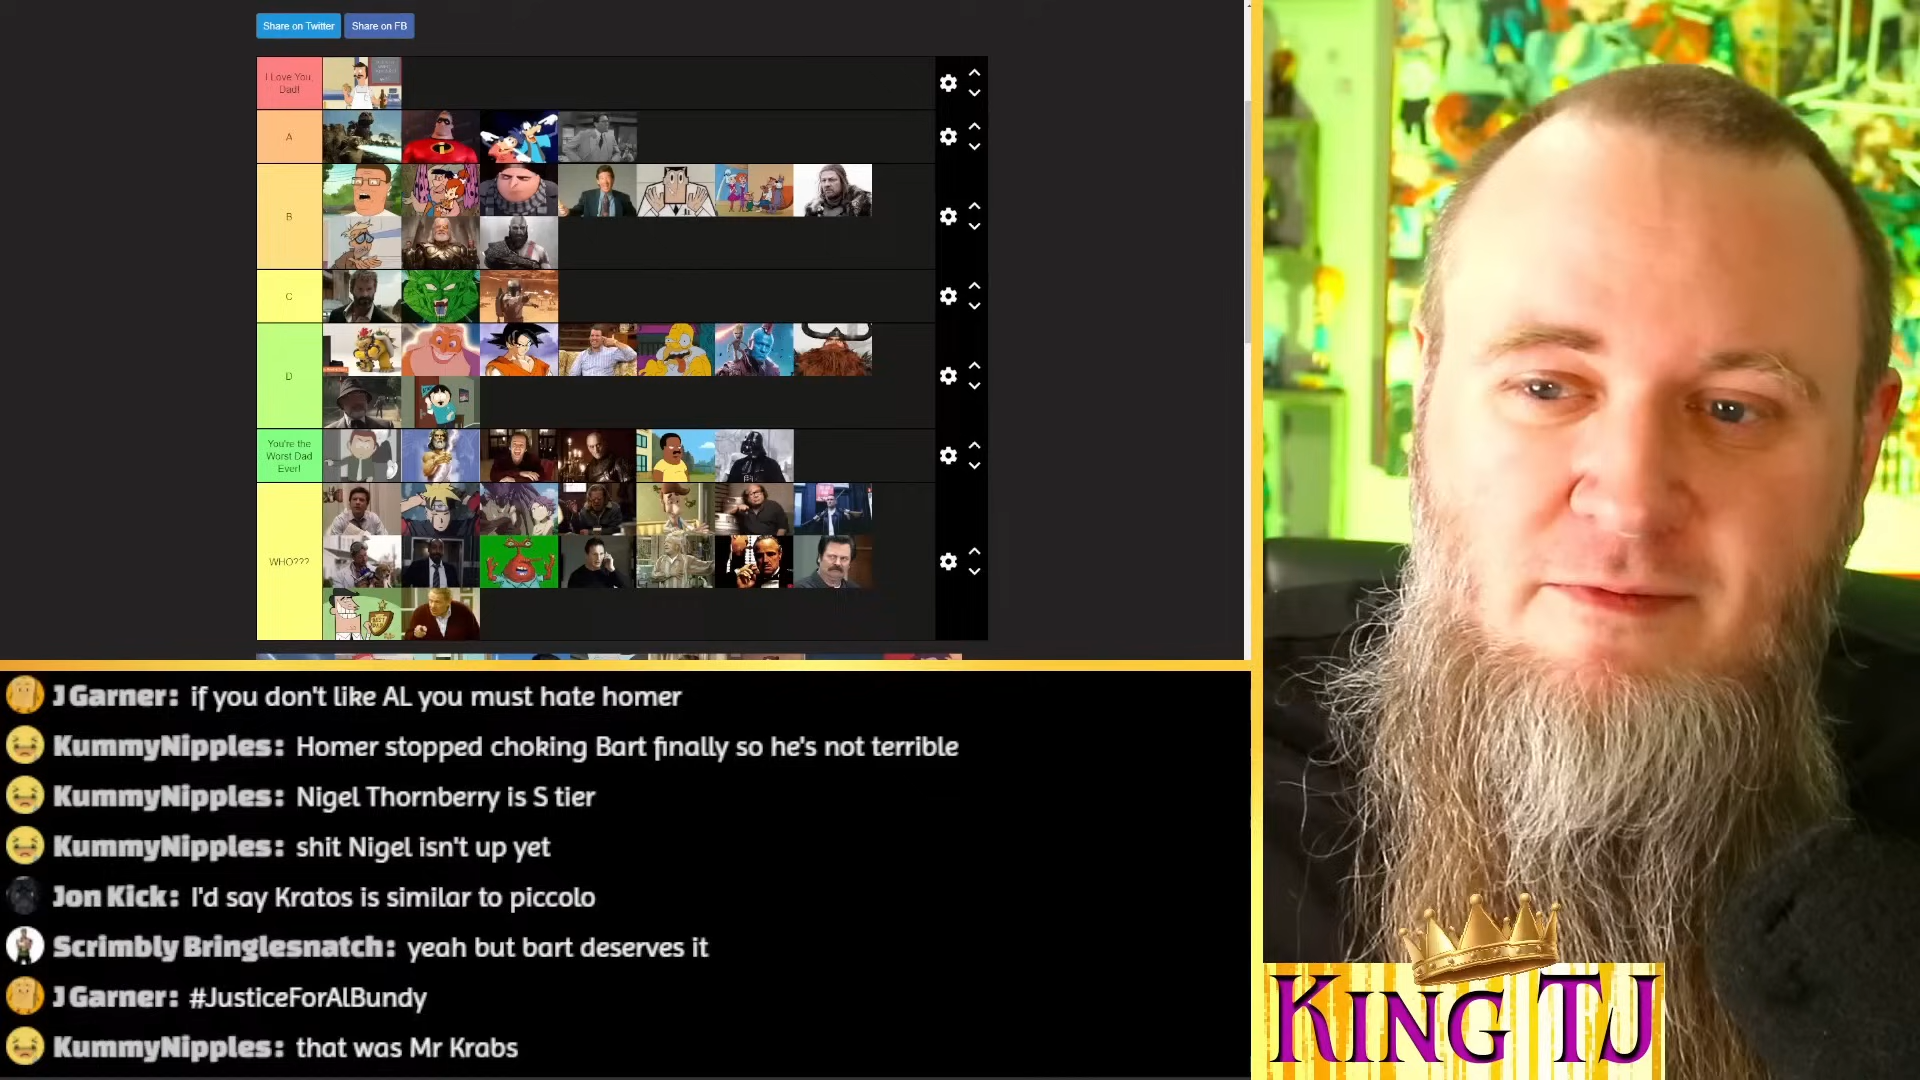 Share on Twitter
Share on FB
I Love You,
Dad!
A
B
C
D
You're the
Worst Dad
Ever!
WHO???
J Garner: if you don't like AL you must hate homer
KummyNipples: Homer stopped choking Bart finally so he's not terrible
KummyNipples: Nigel Thornberry is S tier
KummyNipples: shit Nigel isn't up yet
Jon Kick: I'd say Kratos is similar to piccolo
Scrimbly Bringlesnatch: yeah but bart deserves it
J Garner: #JusticeForAlBundy
KummyNipples: that was Mr Krabs
KING TJ